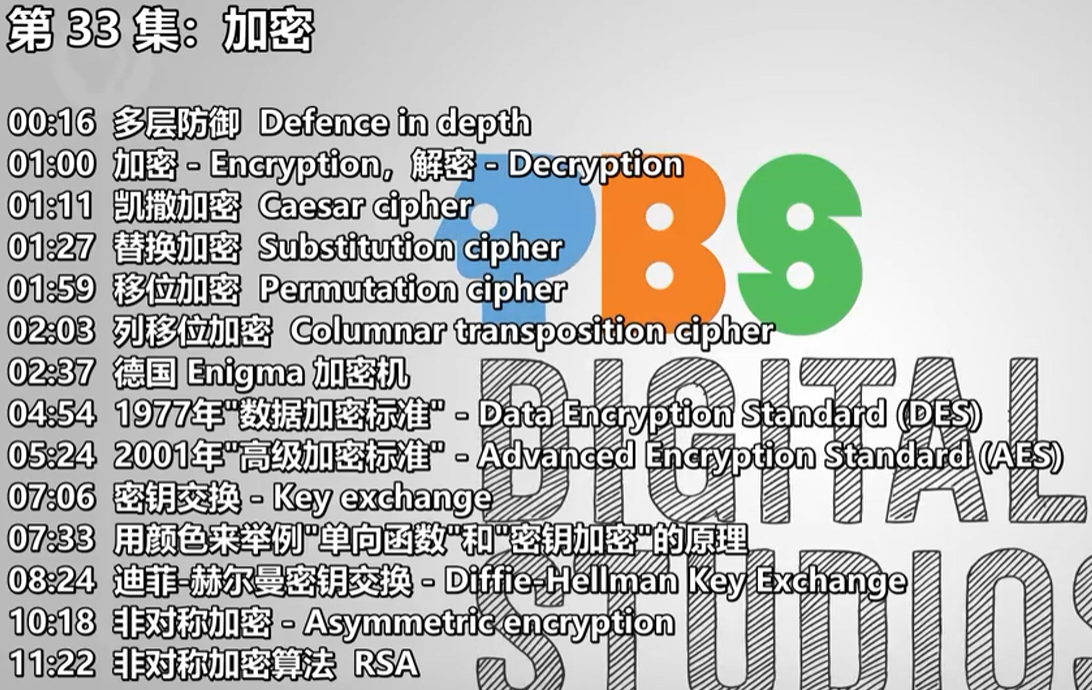 第 33 集：加密
00:16 多层防御 Defence in depth
01:00 加密 - Encryption，解密 - Decryption
01:11 凯撒加密 Caesar cipher
01:27 替换加密 Substitution cipher
01:59 移位加密 Permutation cipher
02:03 列移位加密 Columnar transposition cipher
02:37 德国 Enigma 加密机
04:54 1977年"数据加密标准" - Data Encryption Standard (DES)
05:24 2001年"高级加密标准" - Advanced Encryption Standard (AES)
07:06 密钥交换 - Key exchange
07:33 用颜色来举例"单向函数"和"密钥加密"的原理
08:24 迪菲-赫尔曼密钥交换 - Diffie-Hellman Key Exchange
10:18 非对称加密 - Asymmetric encryption
11:22 非对称加密算法 RSA
PBS
DIGITAL
STUDIOS